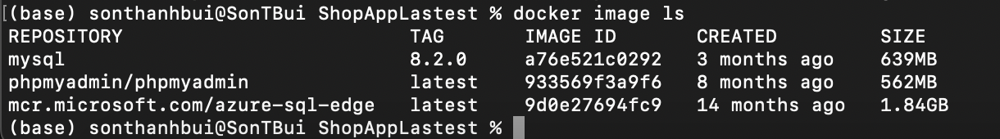 [(base) sonthanhbui@SonTBui ShopAppLastest % docker image ls
REPOSITORY TAG IMAGE ID CREATED SIZE
mysql 8.2.0 a76e521c0292 3 months ago 639MB
phpmyadmin/phpmyadmin latest 933569f3a9f6 8 months ago 562MB
mcr.microsoft.com/azure-sql-edge latest 9d0e27694fc9 14 months ago 1.84GB
(base) sonthanhbui@SonTBui ShopAppLastest %